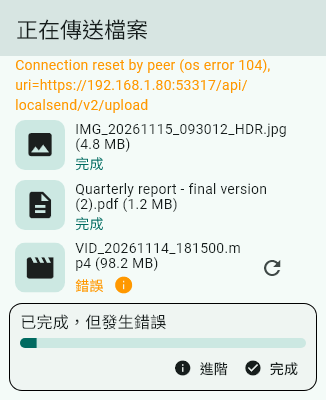 正在傳送檔案
Connection reset by peer (os error 104),
uri=https://192.168.1.80:53317/api/
localsend/v2/upload
IMG_20261115_093012_HDR.jpg
(4.8 MB)
完成
Quarterly report - final version
(2).pdf (1.2 MB)
完成
VID_20261114_181500.m
p4 (98.2 MB)
錯誤
已完成，但發生錯誤
進階
完成